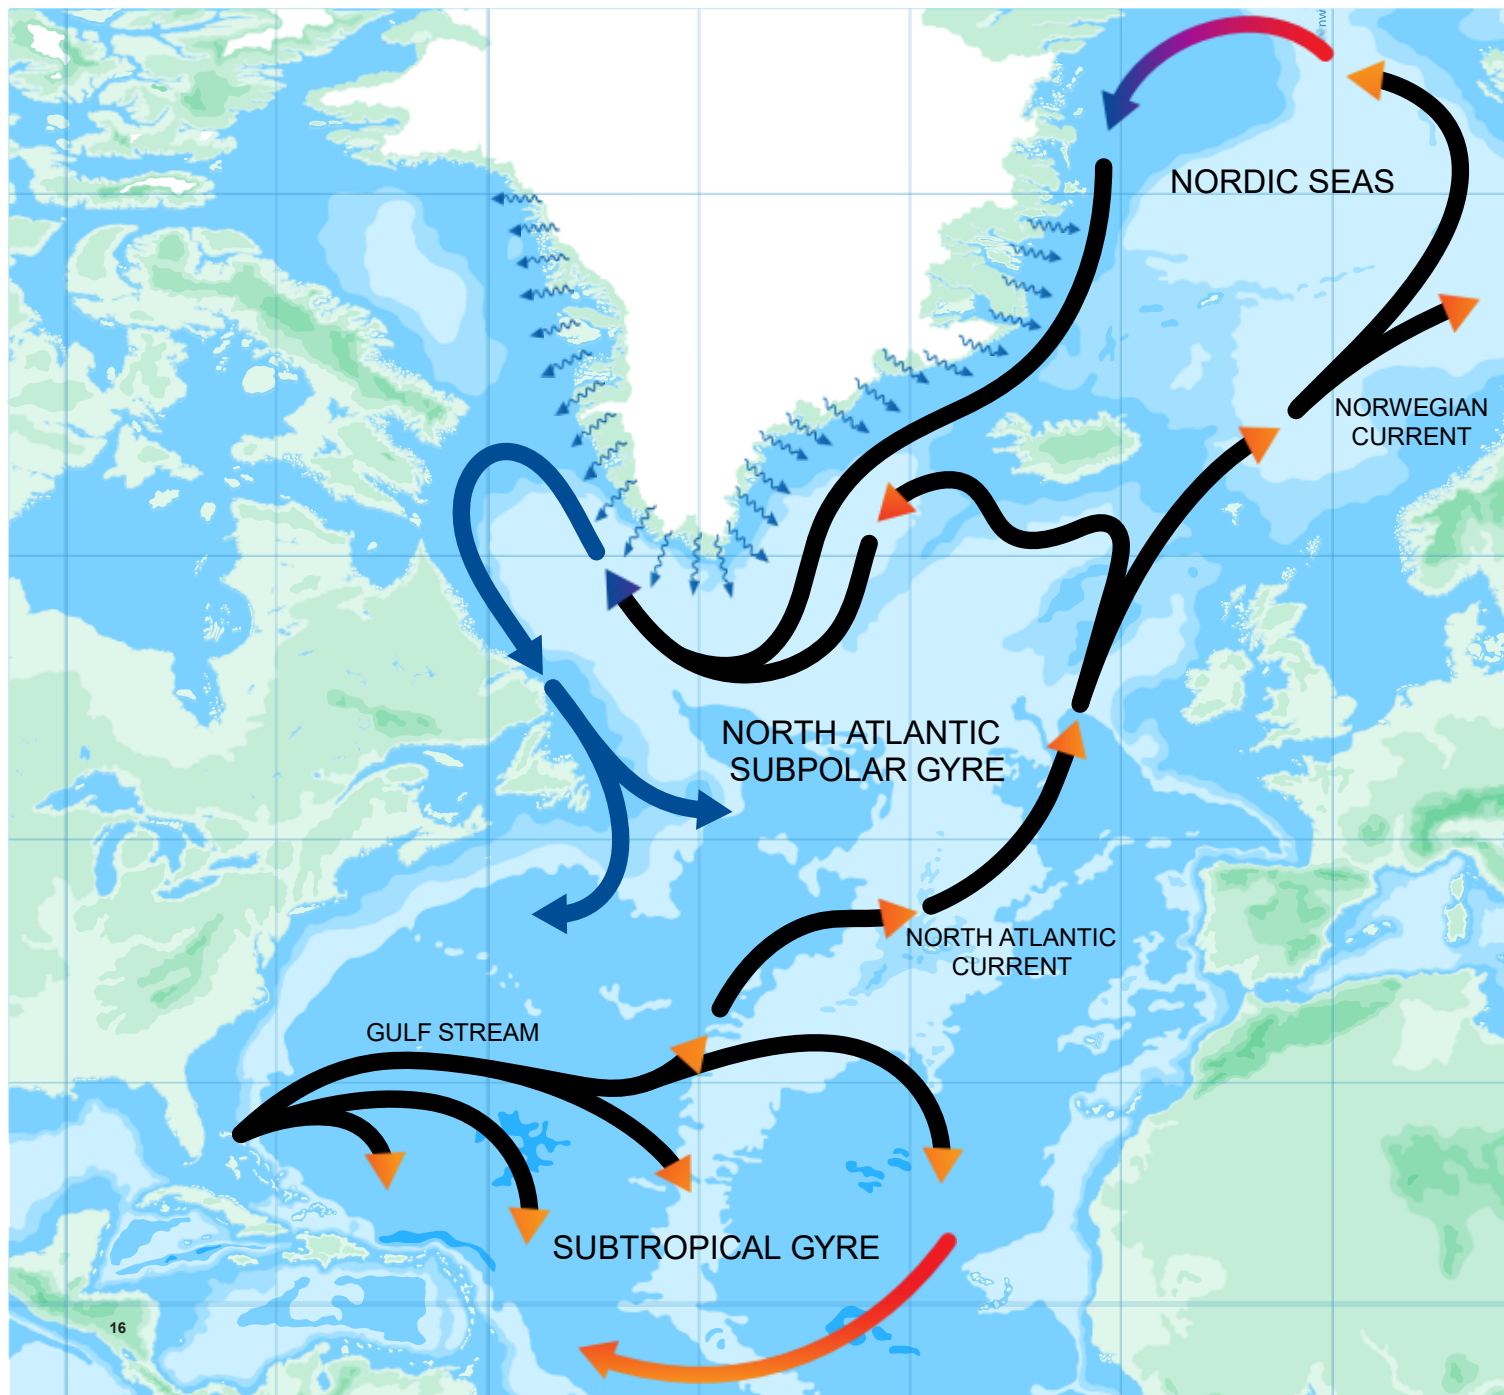 NORDIC SEAS
NORWEGIAN
CURRENT
NORTH ATLANTIC
SUBPOLAR GYRE
NORTH ATLANTIC
CURRENT
GULF STREAM
SUBTROPICAL GYRE
16